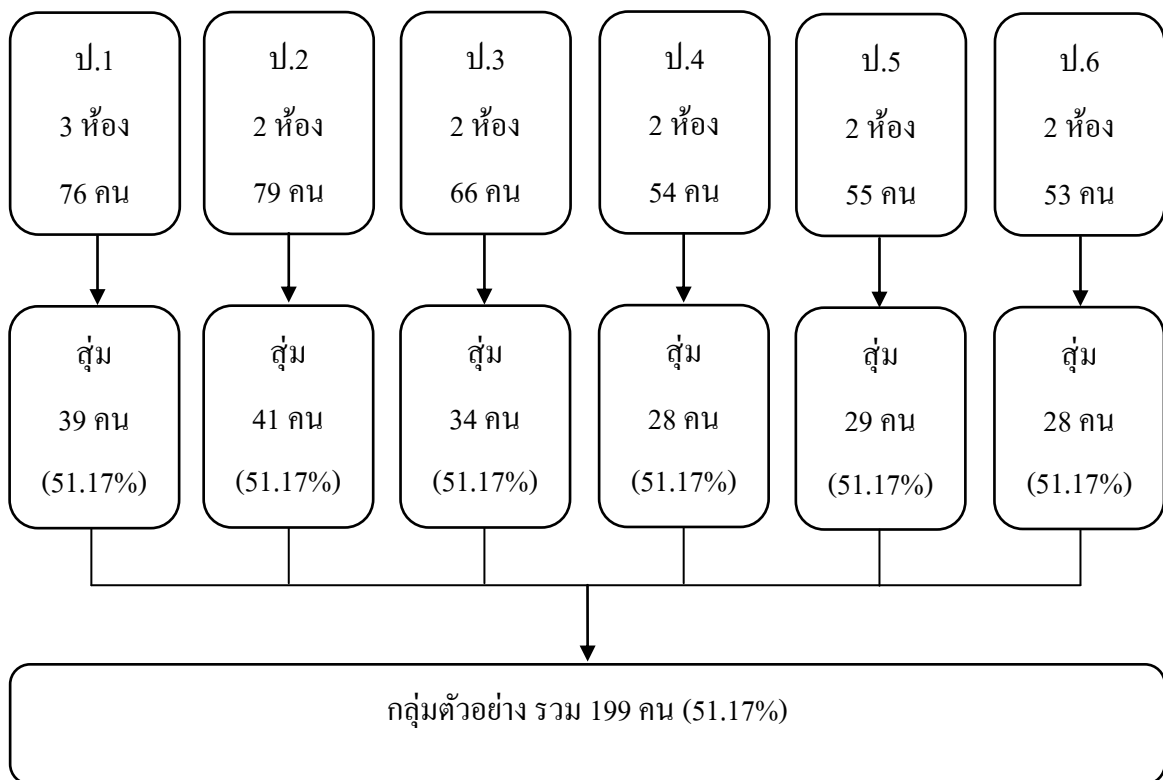 ป.1
3 ห้อง
76 คน
ป.2
2 ห้อง
79 คน
ป.3
2 ห้อง
66 คน
ป.4
2 ห้อง
54 คน
ป.5
2 ห้อง
55 คน
ป.6
2 ห้อง
53 คน
สุ่ม
39 คน
(51.17%)
สุ่ม
41 คน
(51.17%)
สุ่ม
34 คน
(51.17%)
สุ่ม
28 คน
(51.17%)
สุ่ม
29 คน
(51.17%)
สุ่ม
28 คน
(51.17%)
กลุ่มตัวอย่าง รวม 199 คน (51.17%)